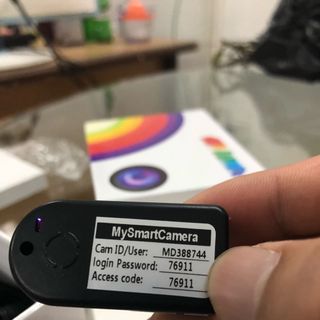 MySmartCamera
Cam ID/User: MD388744
login Password: 76911
Access code: 76911